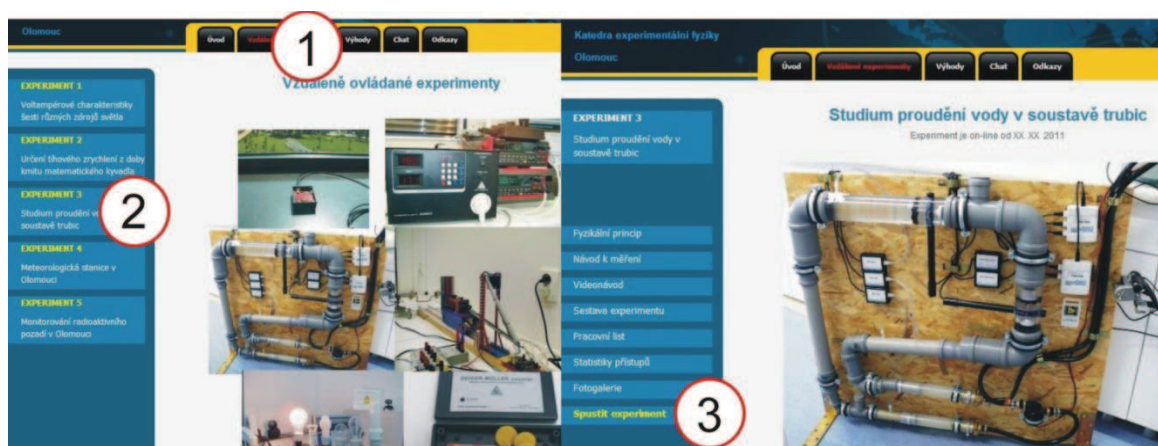 Olomouc
Úvod
1
Výhody
Chat
Odkazy
EXPERIMENT 1
Voltampérové charakteristiky
šesti různých zdrojů světla
EXPERIMENT 2
Určení tíhového zrychlení z doby
kmitu matematického kyvadla
EXPERIMENT 3
Studium proudění
soustavě trubic
2
EXPERIMENT 4
Meteorologická stanice v
Olomouci
EXPERIMENT 5
Monitorování radioaktivního
pozadí v Olomouci
Vzdáleně ovládané experimenty
GEIGER-MÜLLER
Katedra experimentální fyziky
Olomouc
Úvod
Vzdálené experimenty
Výhody
Chat
Odkazy
EXPERIMENT 3
Studium proudění vody v
soustavě trubic
Fyzikální princip
Návod k měření
Videonávod
Sestava experimentu
Pracovní list
Statistiky přístupů
Fotogalerie
Spustit experiment
3
Studium proudění vody v soustavě trubic
Experiment je on-line od XX. XX. 2011